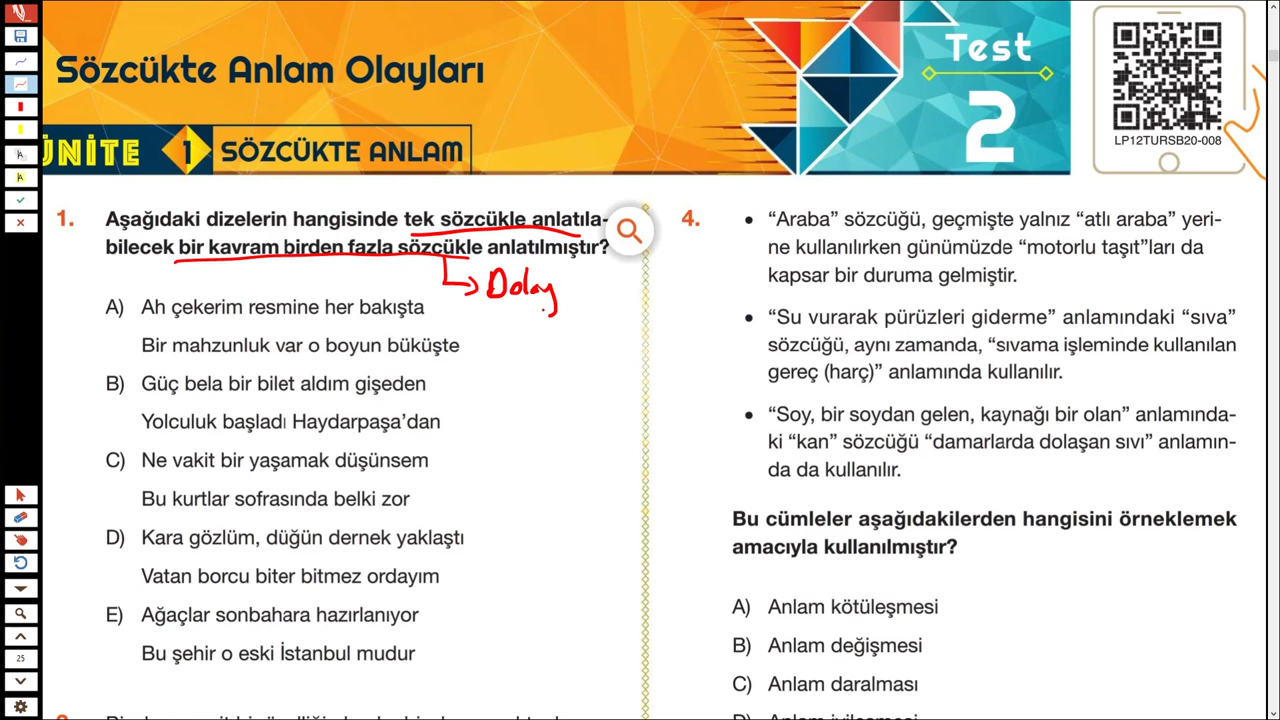 Sözcükte Anlam Olayları
Test
2
ÜNİTE 1 SÖZCÜKTE ANLAM
LP12TURSB20-008
1. Aşağıdaki dizelerin hangisinde tek sözcükle anlatıla-
bilecek bir kavram birden fazla sözcükle anlatılmıştır?
Dolay
A) Ah çekerim resmine her bakışta
Bir mahzunluk var o boyun büküşte
B) Güç bela bir bilet aldım gişeden
Yolculuk başladı Haydarpaşa’dan
C) Ne vakit bir yaşamak düşünsem
Bu kurtlar sofrasında belki zor
D) Kara gözlüm, düğün dernek yaklaştı
Vatan borcu biter bitmez ordayım
E) Ağaçlar sonbahara hazırlanıyor
Bu şehir o eski İstanbul mudur
4. • “Araba” sözcüğü, geçmişte yalnız “atlı araba” yeri-
ne kullanılırken günümüzde “motorlu taşıt”ları da
kapsar bir duruma gelmiştir.
• “Su vurarak pürüzleri giderme” anlamındaki “sıva”
sözcüğü, aynı zamanda, “sıvama işleminde kullanılan
gereç (harç)” anlamında kullanılır.
• “Soy, bir soydan gelen, kaynağı bir olan” anlamında-
ki “kan” sözcüğü “damarlarda dolaşan sıvı” anlamın-
da da kullanılır.
Bu cümleler aşağıdakilerden hangisini örneklemek
amacıyla kullanılmıştır?
A) Anlam kötüleşmesi
B) Anlam değişmesi
C) Anlam daralması
25